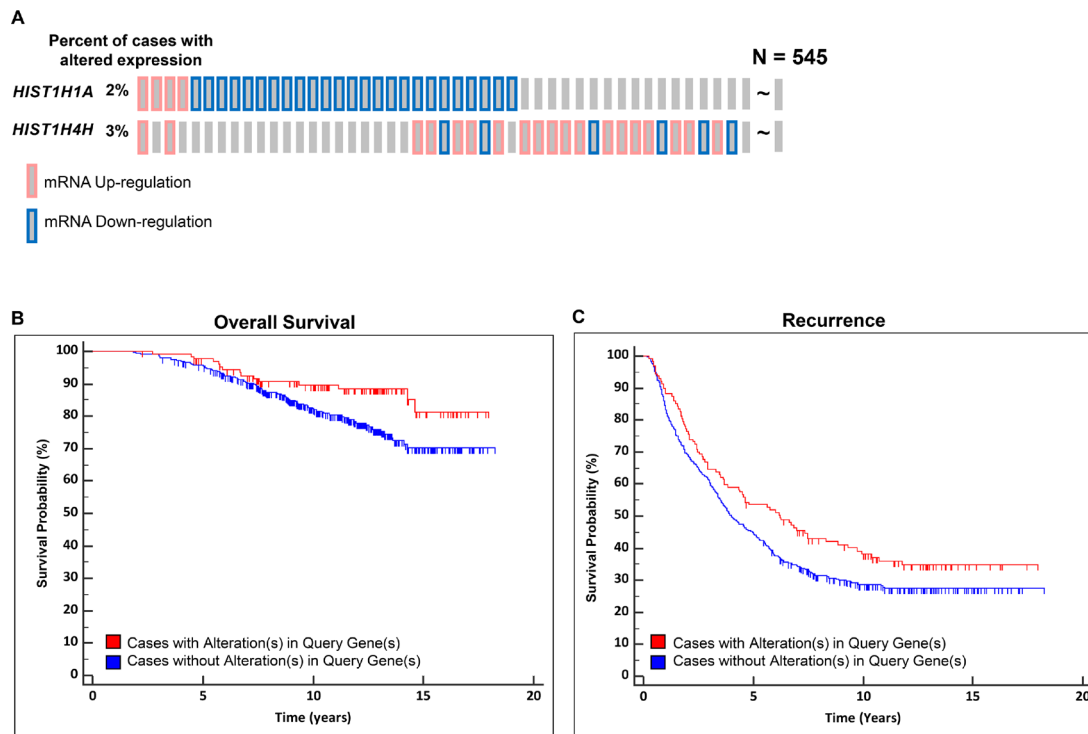 A
Percent of cases with
altered expression
N = 545
HIST1H1A 2%
~
HIST1H4H 3%
~
mRNA Up-regulation
mRNA Down-regulation
B
Overall Survival
100
90
80
70
60
50
40
30
20
10
0
Survival Probability (%)
Cases with Alteration(s) in Query Gene(s)
Cases without Alteration(s) in Query Gene(s)
0 5 10 15 20
Time (years)
C
Recurrence
100
90
80
70
60
50
40
30
20
10
0
Survival Probability (%)
Cases with Alteration(s) in Query Gene(s)
Cases without Alteration(s) in Query Gene(s)
0 5 10 15 20
Time (Years)